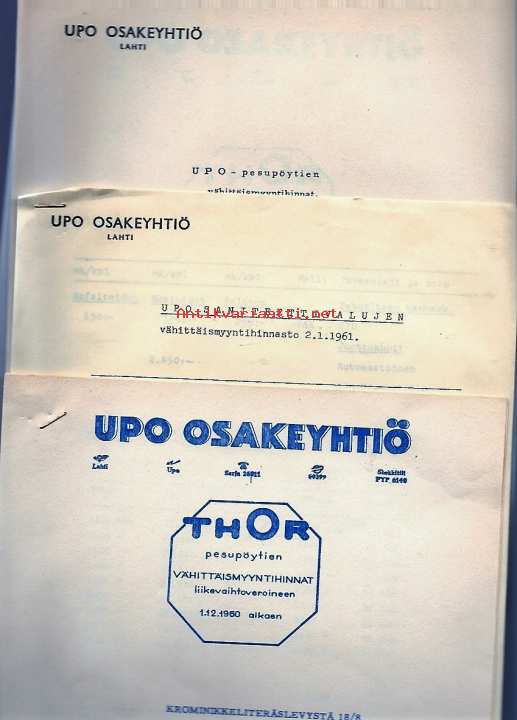 UPO OSAKEYHTIÖ
LAHTI
UPO-pesupöytien
vähittäismyyntihinnat.
UPO OSAKEYHTIÖ
LAHTI
antikvariaatti.net
vähittäismyyntihinnasto 2.1.1961.
UPO OSAKEYHTIÖ
Lahti
Upo
Sarja 26011
Shekkitili
PYP 6140
THOR
pesupöytien
VÄHITTÄISMYYNTIHINNAT
liikevaihtoveroineen
1.12.1960 alkaen
KROMINIKKELITERÄSLEVYSTÄ 18/8